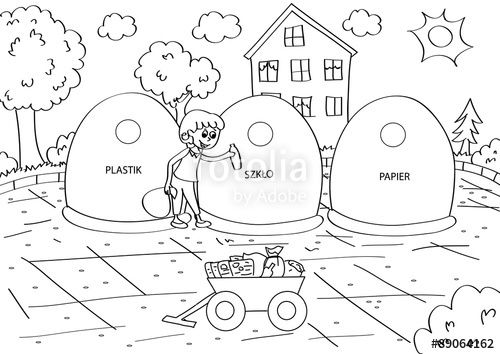 PLASTIK
SZKŁO
PAPIER
fotolia
by Adobe
89064162